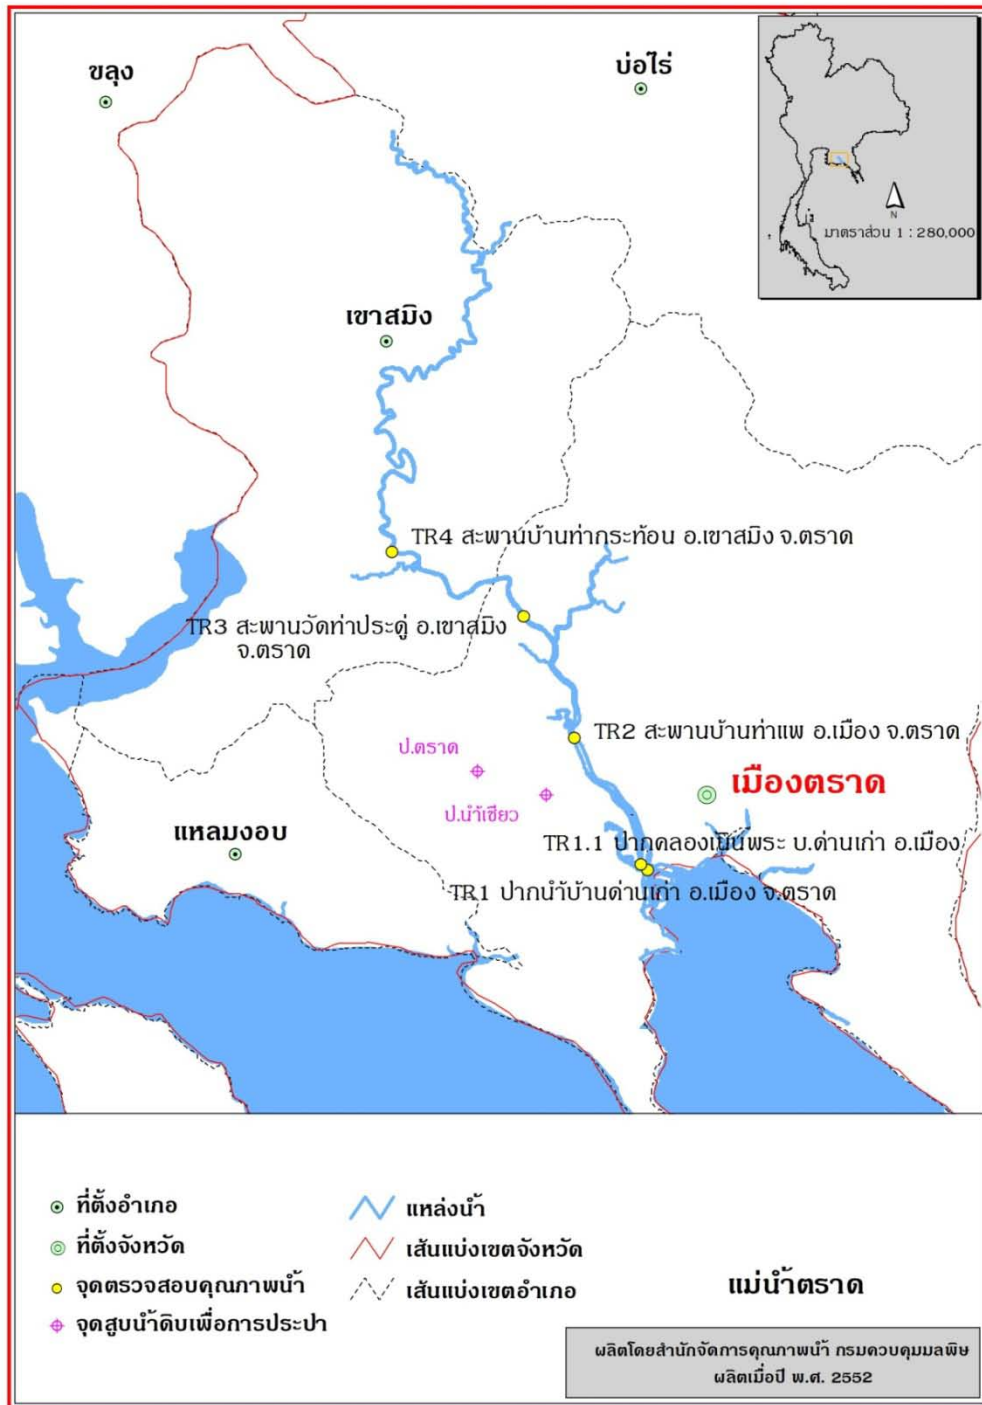 ขลุง
บ่อไร่
N
มาตราส่วน 1 : 280,000
เขาสมิง
TR4 สะพานบ้านท่ากระท้อน อ.เขาสมิง จ.ตราด
TR3 สะพานวัดท่าประดู่ อ.เขาสมิง
จ.ตราด
TR2 สะพานบ้านท่าแพ อ.เมือง จ.ตราด
ป.ตราด
เมืองตราด
ป.น้ำเชียว
แหลมงอบ
TR1.1 ปากคลองเนินพระ บ.ด่านเก่า อ.เมือง
TR1 ปากน้ำบ้านด่านเก่า อ.เมือง จ.ตราด
ที่ตั้งอำเภอ
แหล่งน้ำ
ที่ตั้งจังหวัด
เส้นแบ่งเขตจังหวัด
จุดตรวจสอบคุณภาพน้ำ
เส้นแบ่งเขตอำเภอ
จุดสูบน้ำดิบเพื่อการประปา
แม่น้ำตราด
ผลิตโดยสำนักจัดการคุณภาพน้ำ กรมควบคุมมลพิษ
ผลิตเมื่อปี พ.ศ. 2552